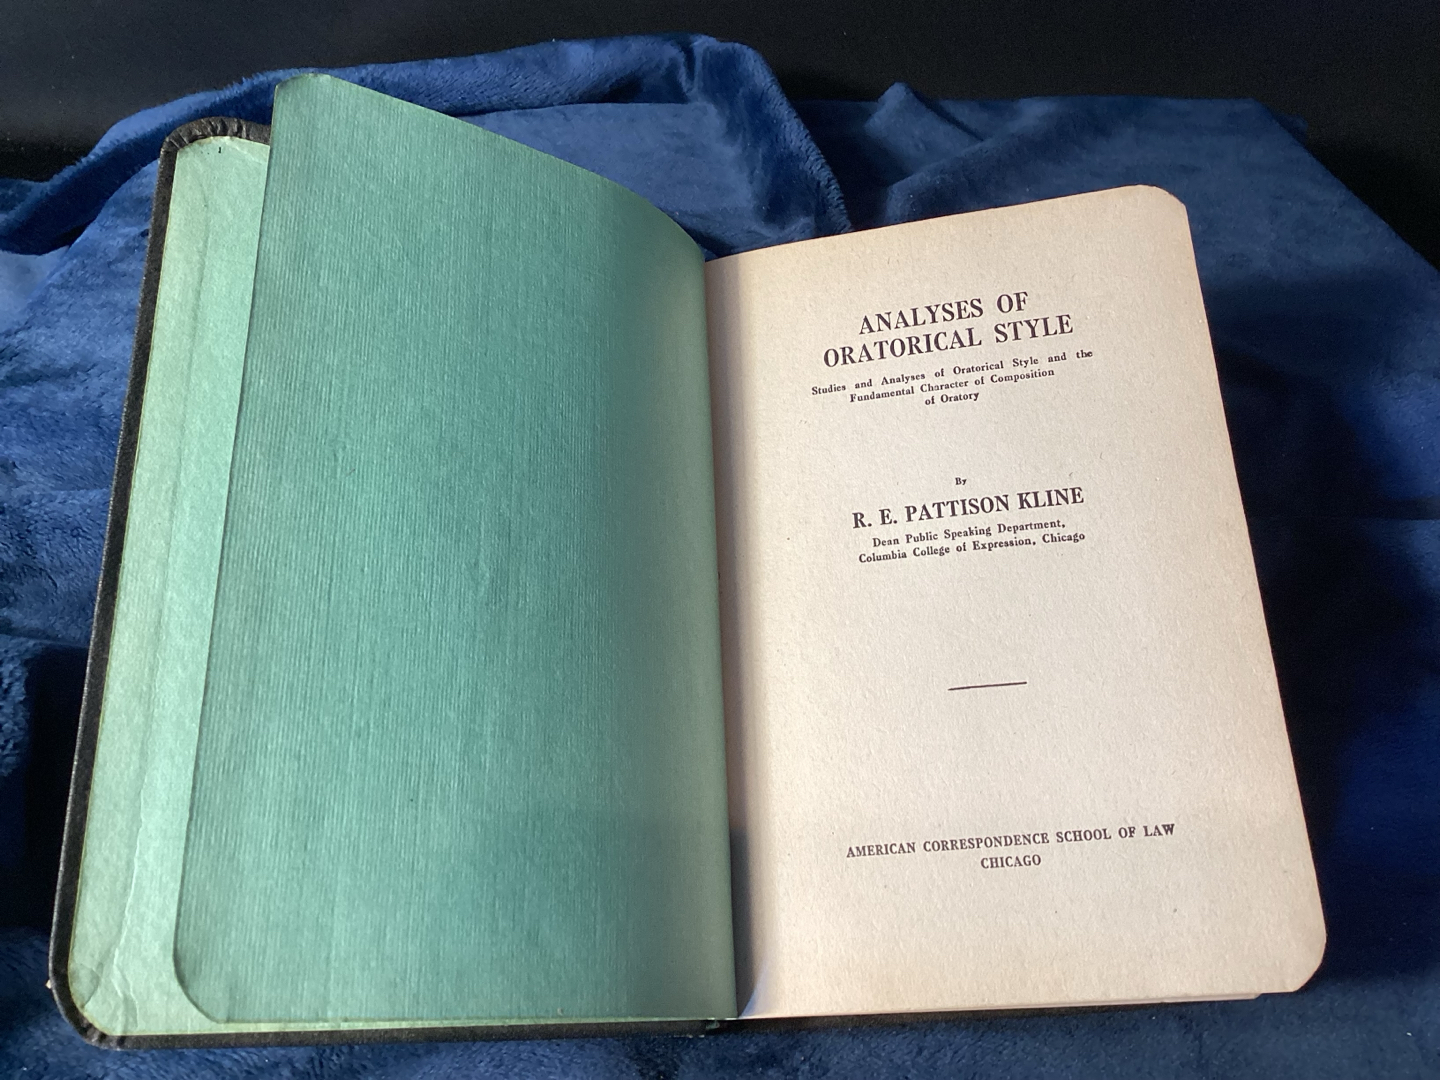 ANALYSES OF
ORATORICAL STYLE
Studies and Analyses of Oratorical Style and the
Fundamental Character of Composition
of Oratory
By
R. E. PATTISON KLINE
Dean Public Speaking Department,
Columbia College of Expression, Chicago
AMERICAN CORRESPONDENCE SCHOOL OF LAW
CHICAGO